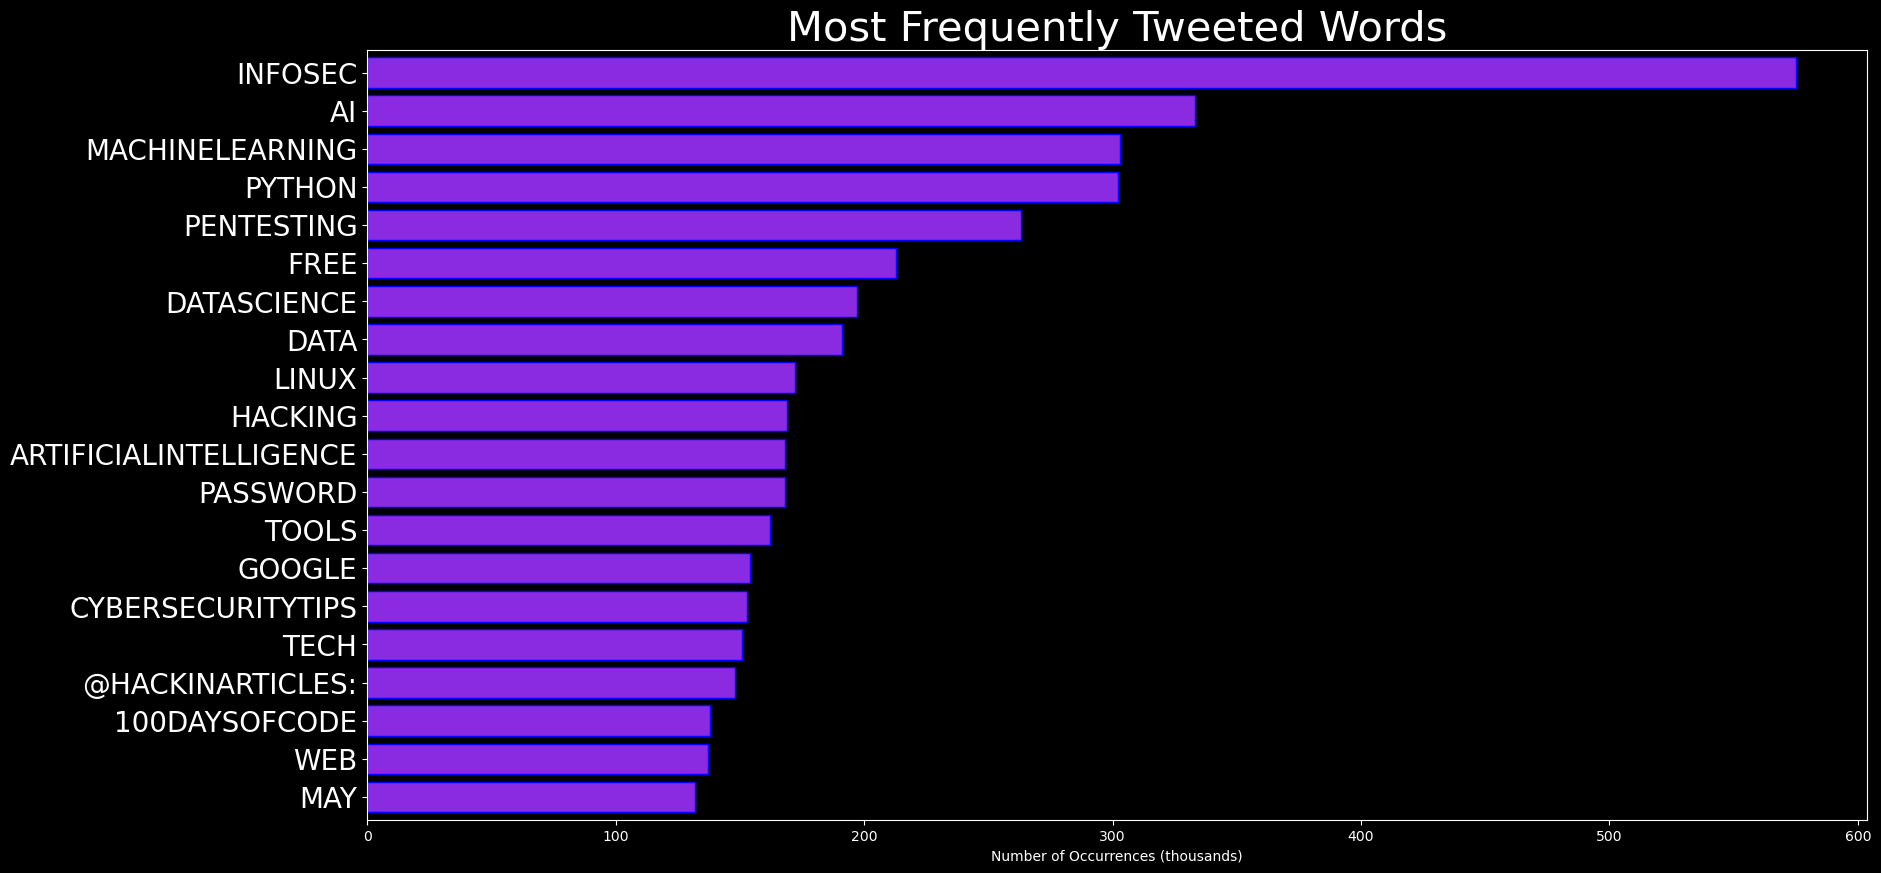 Most Frequently Tweeted Words
INFOSEC
AI
MACHINELEARNING
PYTHON
PENTESTING
FREE
DATASCIENCE
DATA
LINUX
HACKING
ARTIFICIALINTELLIGENCE
PASSWORD
TOOLS
GOOGLE
CYBERSECURITYTIPS
TECH
@HACKINARTICLES:
100DAYSOFCODE
WEB
MAY
0 100 200 300 400 500 600
Number of Occurrences (thousands)